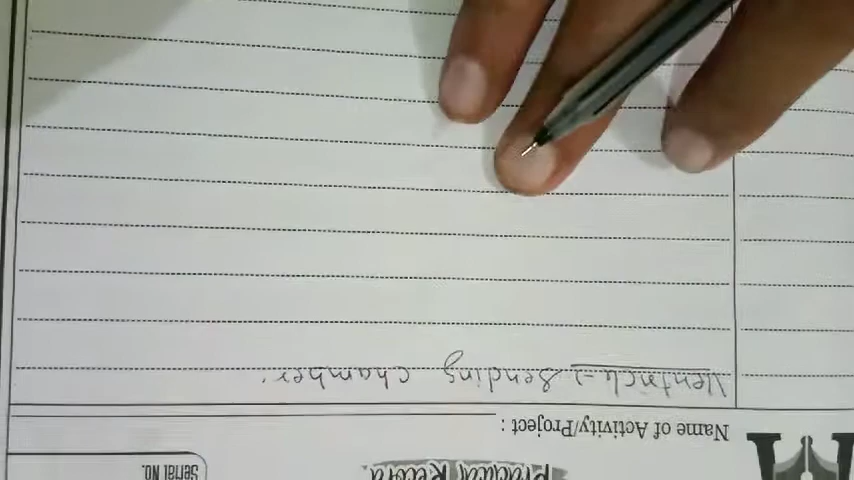 Practical Record
Serial No.
Name of Activity/Project :
Ventricle → Sending chamber.